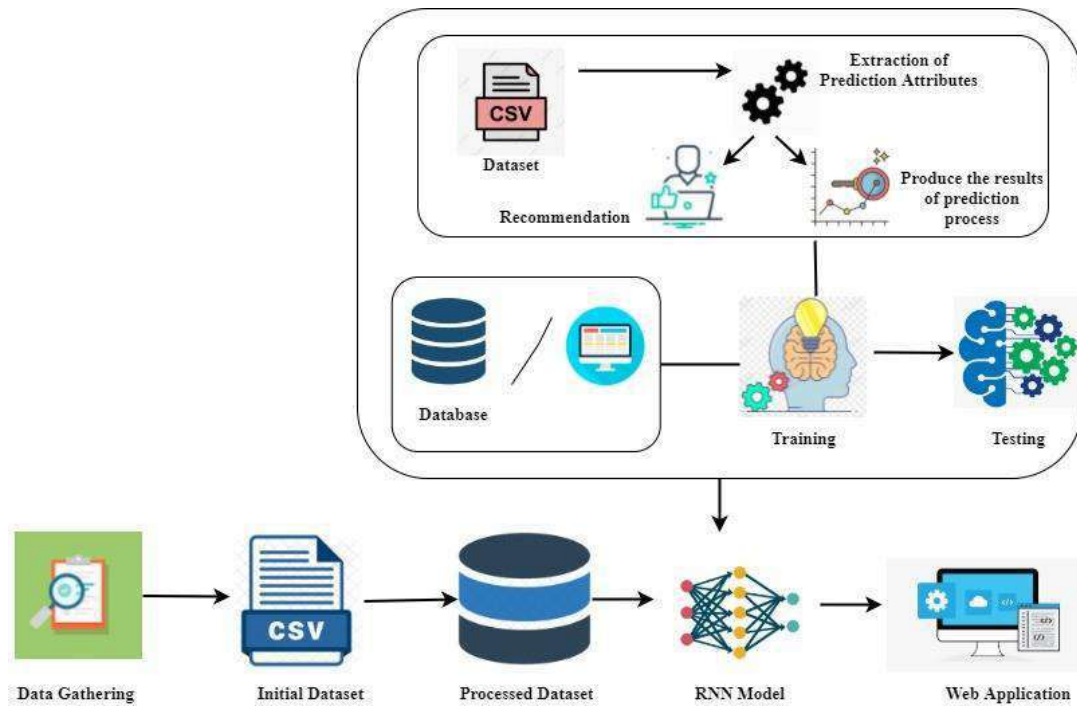 Extraction of
Prediction Attributes
CSV
Dataset
Recommendation
Produce the results
of prediction
process
Database
Training
Testing
CSV
Data Gathering
Initial Dataset
Processed Dataset
RNN Model
Web Application